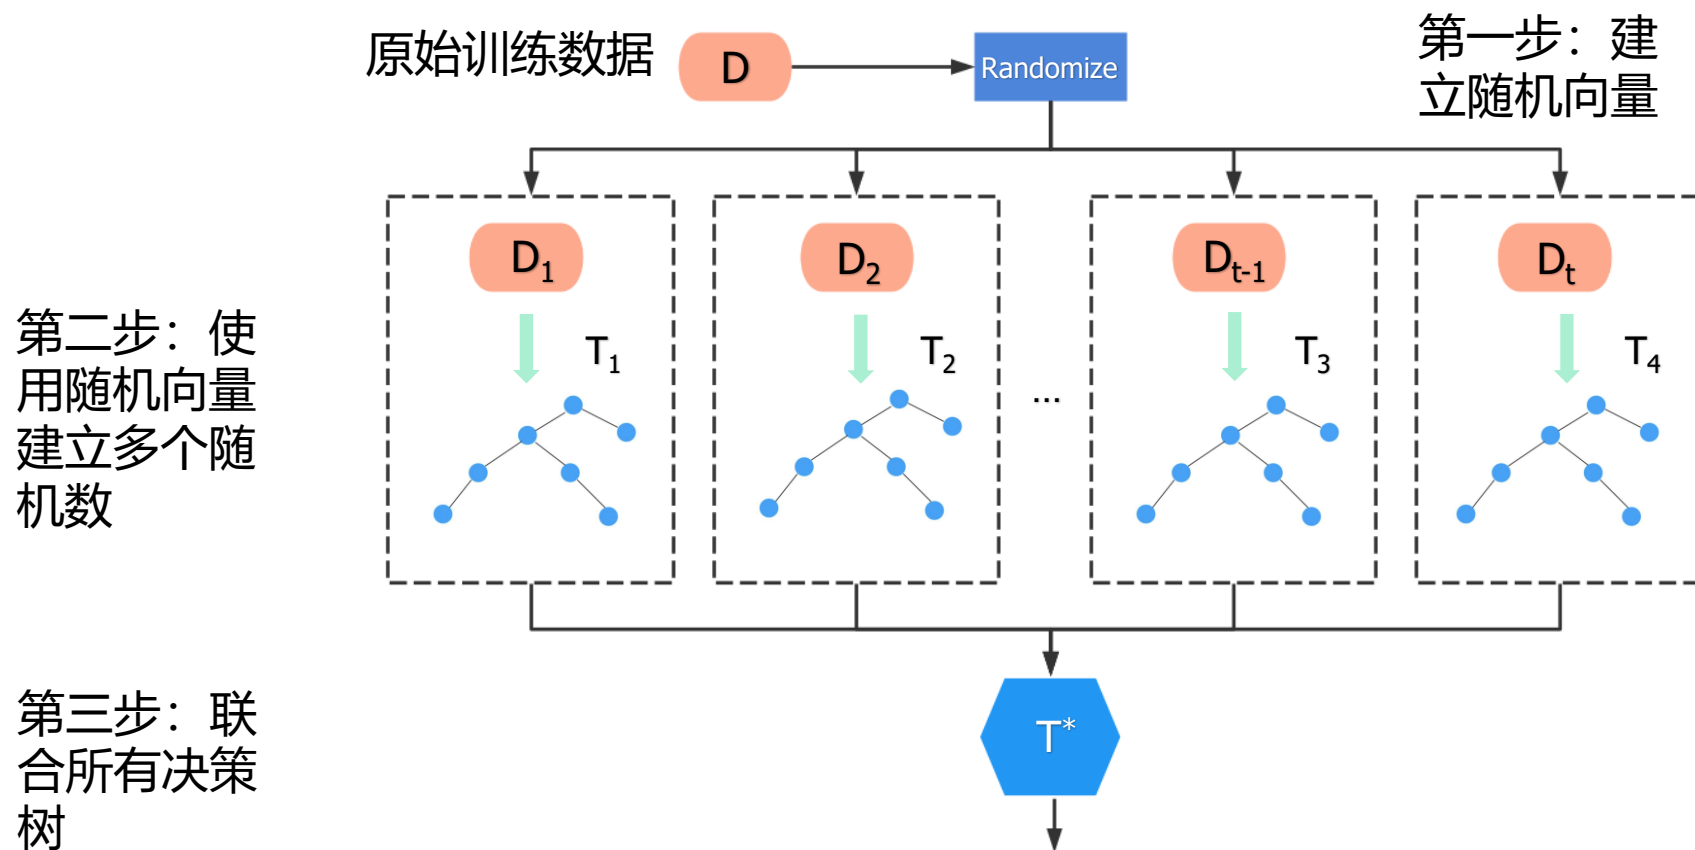 原始训练数据
D
Randomize
第一步：建
立随机向量
D₁
D₂
Dₜ₋₁
Dₜ
T₁
T₂
...
T₃
T₄
第二步：使
用随机向量
建立多个随
机数
T*
第三步：联
合所有决策
树